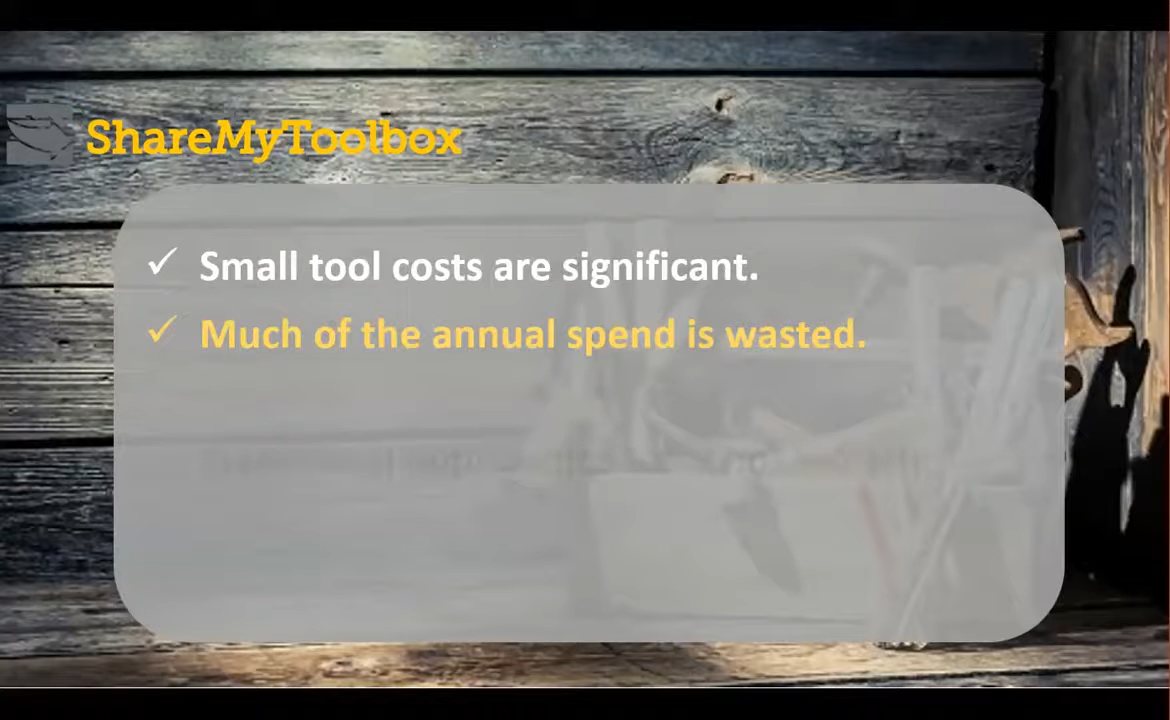 ShareMyToolbox
✓ Small tool costs are significant.
✓ Much of the annual spend is wasted.